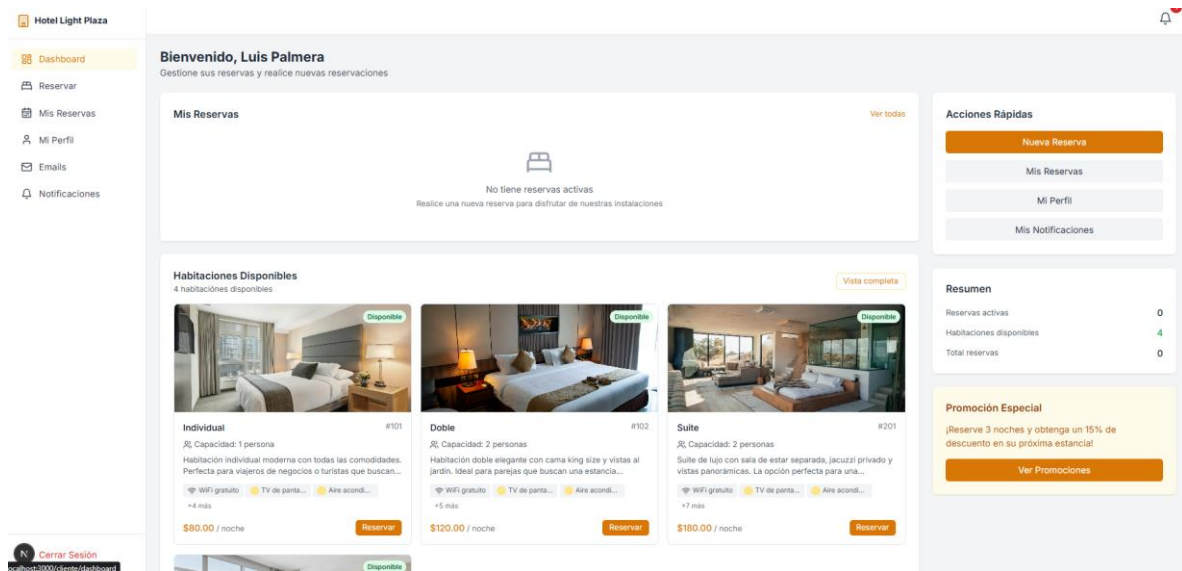 Hotel Light Plaza
Dashboard
Reservar
Mis Reservas
Mi Perfil
Emails
Notificaciones
Cerrar Sesión
N
localhost:3000/cliente/dashboard
Bienvenido, Luis Palmera
Gestione sus reservas y realice nuevas reservaciones
Mis Reservas
Ver todas
No tiene reservas activas
Realice una nueva reserva para disfrutar de nuestras instalaciones
Habitaciones Disponibles
4 habitaciónes disponibles
Vista completa
Disponible
Individual #101
Capacidad: 1 persona
Habitación individual moderna con todas las comodidades.
Perfecta para viajeros de negocios o turistas que buscan...
WiFi gratuito TV de panta... Aire acondi...
+4 más
$80.00 / noche Reservar
Disponible
Doble #102
Capacidad: 2 personas
Habitación doble elegante con cama king size y vistas al
jardín. Ideal para parejas que buscan una estancia...
WiFi gratuito TV de panta... Aire acondi...
+5 más
$120.00 / noche Reservar
Disponible
Suite #201
Capacidad: 2 personas
Suite de lujo con sala de estar separada, jacuzzi privado y
vistas panorámicas. La opción perfecta para una...
WiFi gratuito TV de panta... Aire acondi...
+7 más
$180.00 / noche Reservar
Disponible
Acciones Rápidas
Nueva Reserva
Mis Reservas
Mi Perfil
Mis Notificaciones
Resumen
Reservas activas 0
Habitaciones disponibles 4
Total reservas 0
Promoción Especial
¡Reserve 3 noches y obtenga un 15% de
descuento en su próxima estancia!
Ver Promociones